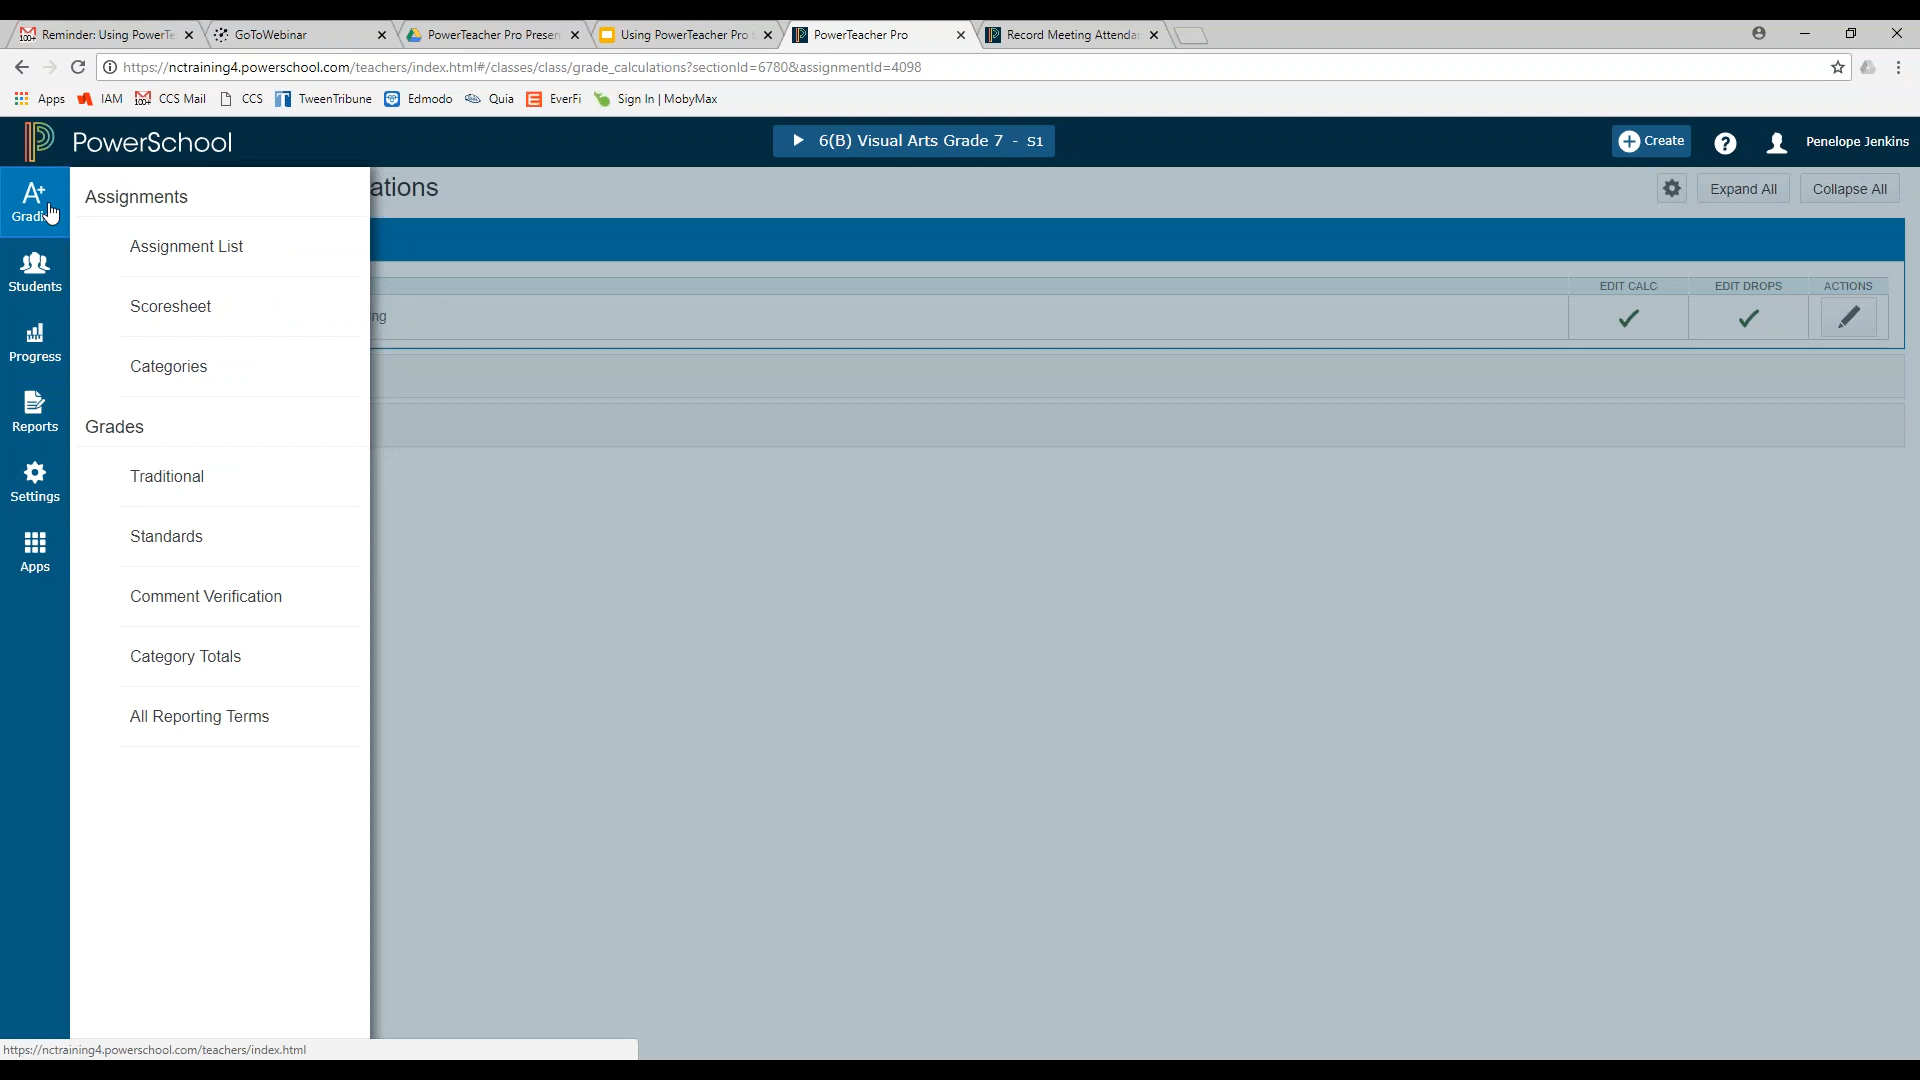 Reminder: Using PowerTe
GoToWebinar
PowerTeacher Pro Presen
Using PowerTeacher Pro
PowerTeacher Pro
Record Meeting Attenda
https://nctraining4.powerschool.com/teachers/index.html#/classes/class/grade_calculations?sectionId=6780&assignmentId=4098
Apps
IAM
100+ CCS Mail
CCS
TweenTribune
Edmodo
Quia
EverFi
Sign In | MobyMax
PowerSchool
6(B) Visual Arts Grade 7 - S1
Create
?
Penelope Jenkins
A+
Assignments
ations
Expand All
Collapse All
Assignment List
Students
EDIT CALC
EDIT DROPS
ACTIONS
Scoresheet
ng
Progress
Categories
Reports
Grades
Traditional
Settings
Standards
Apps
Comment Verification
Category Totals
All Reporting Terms
https://nctraining4.powerschool.com/teachers/index.html